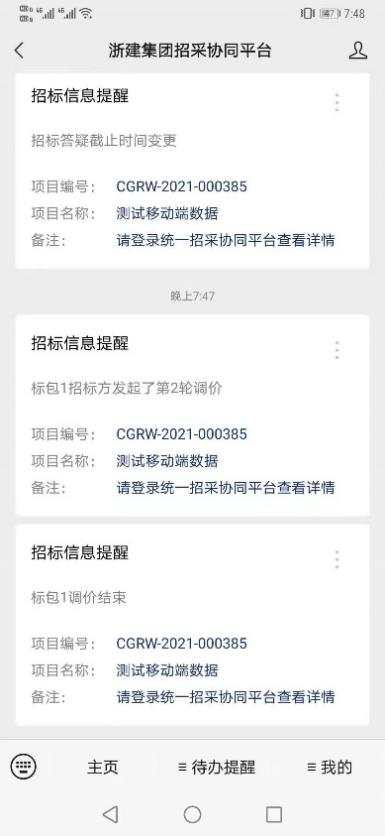 7:48
浙建集团招采协同平台
招标信息提醒
招标答疑截止时间变更
项目编号： CGRW-2021-000385
项目名称： 测试移动端数据
备注： 请登录统一招采协同平台查看详情
晚上7:47
招标信息提醒
标包1招标方发起了第2轮调价
项目编号： CGRW-2021-000385
项目名称： 测试移动端数据
备注： 请登录统一招采协同平台查看详情
招标信息提醒
标包1调价结束
项目编号： CGRW-2021-000385
项目名称： 测试移动端数据
备注： 请登录统一招采协同平台查看详情
主页 待办提醒 我的